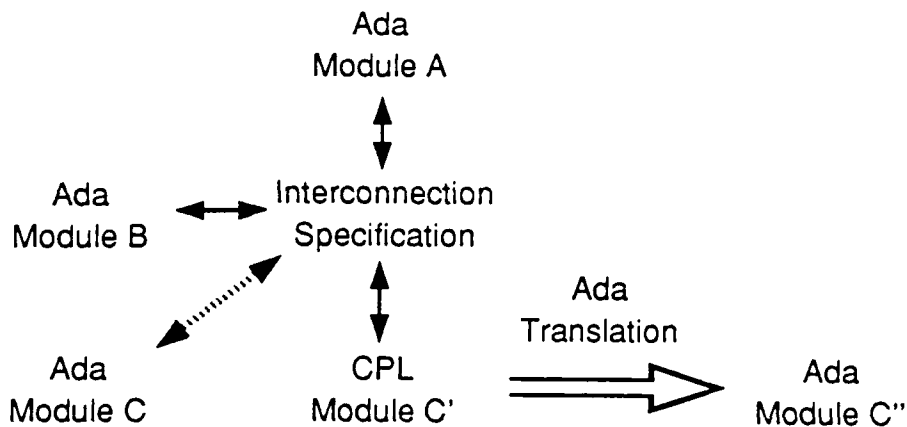 Ada
Module A
Ada
Module B
Interconnection
Specification
Ada
Translation
Ada
Module C
CPL
Module C'
Ada
Module C"